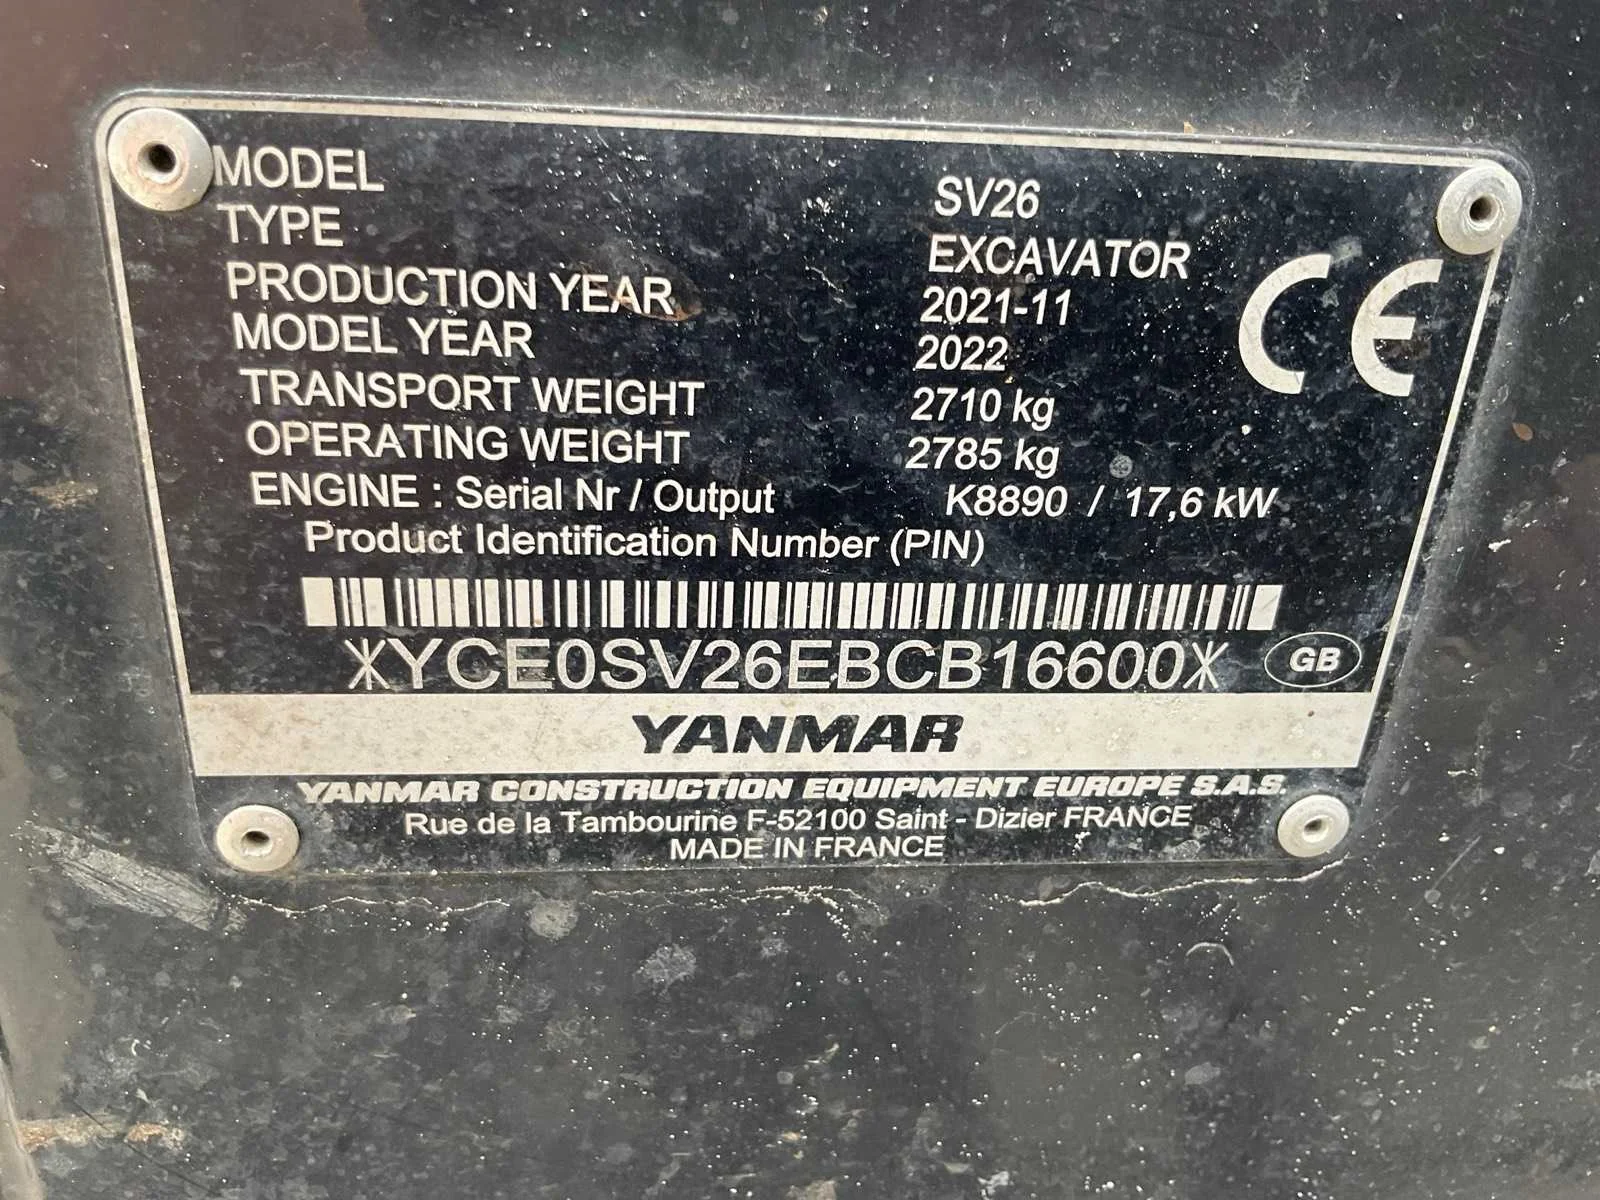 MODEL SV26
TYPE EXCAVATOR
PRODUCTION YEAR 2021-11
MODEL YEAR 2022
TRANSPORT WEIGHT 2710 kg
OPERATING WEIGHT 2785 kg
ENGINE : Serial Nr / Output K8890 / 17,6 kW
CE
Product Identification Number (PIN)
*YCE0SV26EBCB16600* GB
YANMAR
YANMAR CONSTRUCTION EQUIPMENT EUROPE S.A.S.
Rue de la Tambourine F-52100 Saint - Dizier FRANCE
MADE IN FRANCE